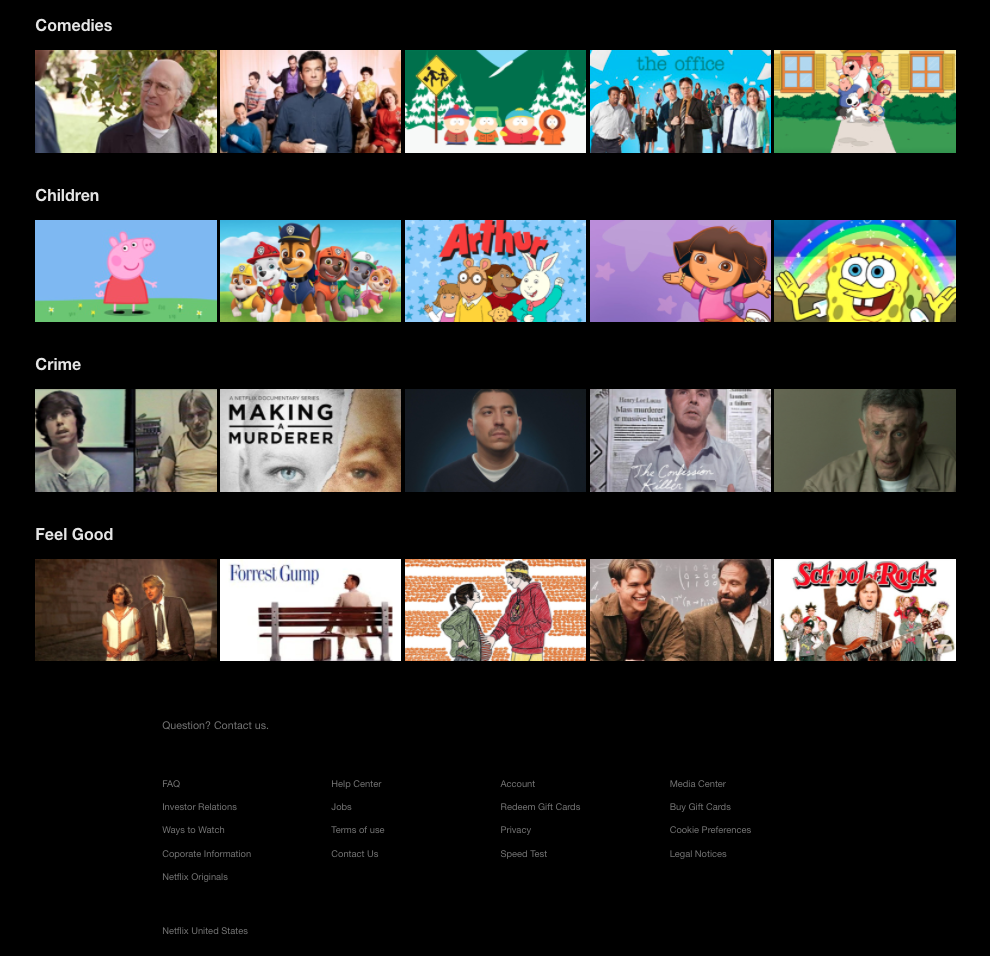 Comedies
the office
Children
Arthur
Crime
A NETFLIX DOCUMENTARY SERIES
MAKING
A
MURDERER
Henry Lee Lucas
Mass murderer
or massive hoax?
The Confession
Killer
Feel Good
Forrest Gump
School of Rock
Question? Contact us.
FAQ
Help Center
Account
Media Center
Investor Relations
Jobs
Redeem Gift Cards
Buy Gift Cards
Ways to Watch
Terms of use
Privacy
Cookie Preferences
Coporate Information
Contact Us
Speed Test
Legal Notices
Netflix Originals
Netflix United States